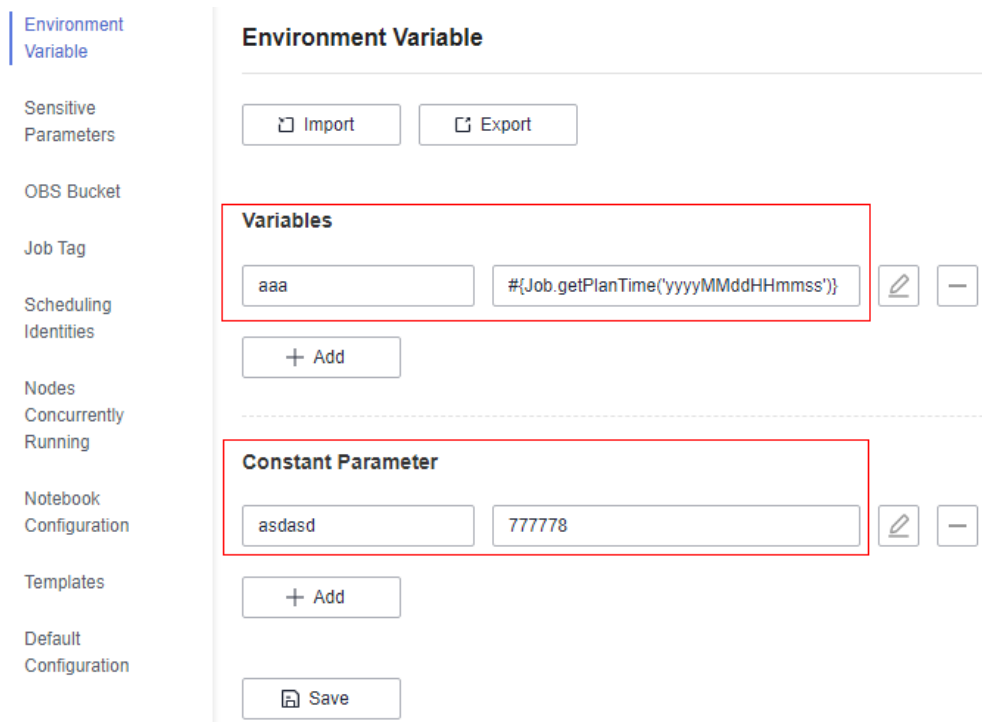 Environment
Variable
Sensitive
Parameters
OBS Bucket
Job Tag
Scheduling
Identities
Nodes
Concurrently
Running
Notebook
Configuration
Templates
Default
Configuration
Environment Variable
Import
Export
Variables
aaa
#{Job.getPlanTime('yyyyMMddHHmmss')}
+ Add
Constant Parameter
asdasd
777778
+ Add
Save